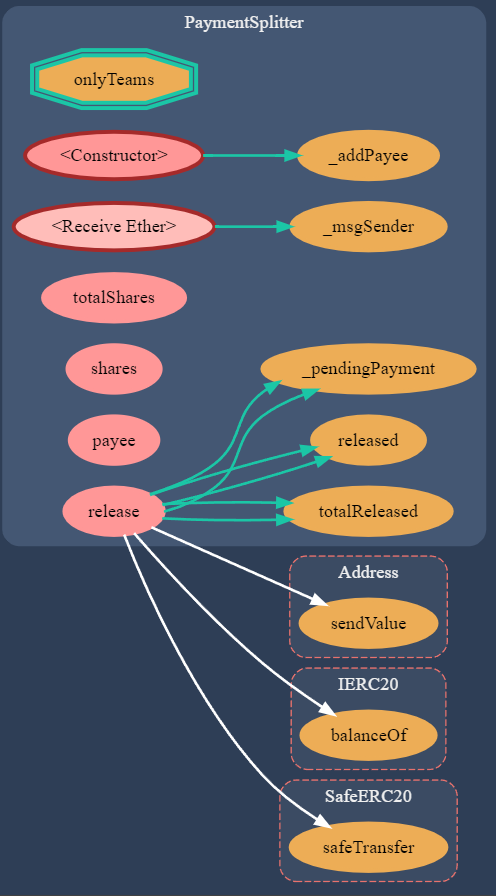 PaymentSplitter
onlyTeams
<Constructor>
_addPayee
<Receive Ether>
_msgSender
totalShares
shares
_pendingPayment
payee
released
release
totalReleased
Address
sendValue
IERC20
balanceOf
SafeERC20
safeTransfer